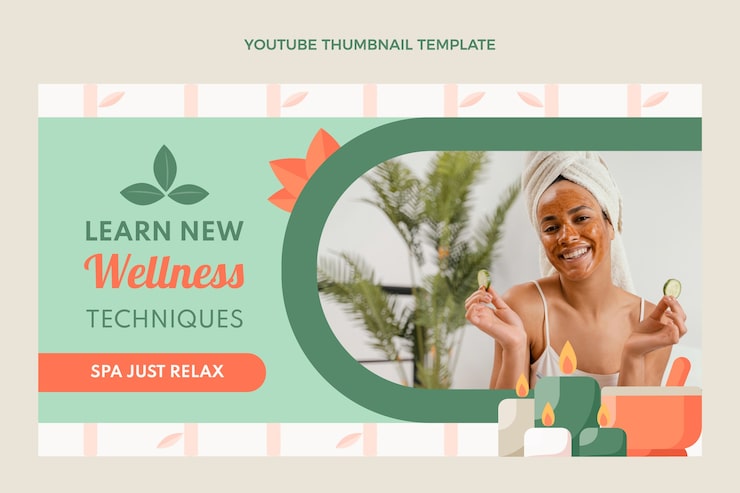 YOUTUBE THUMBNAIL TEMPLATE
LEARN NEW
Wellness
TECHNIQUES
SPA JUST RELAX